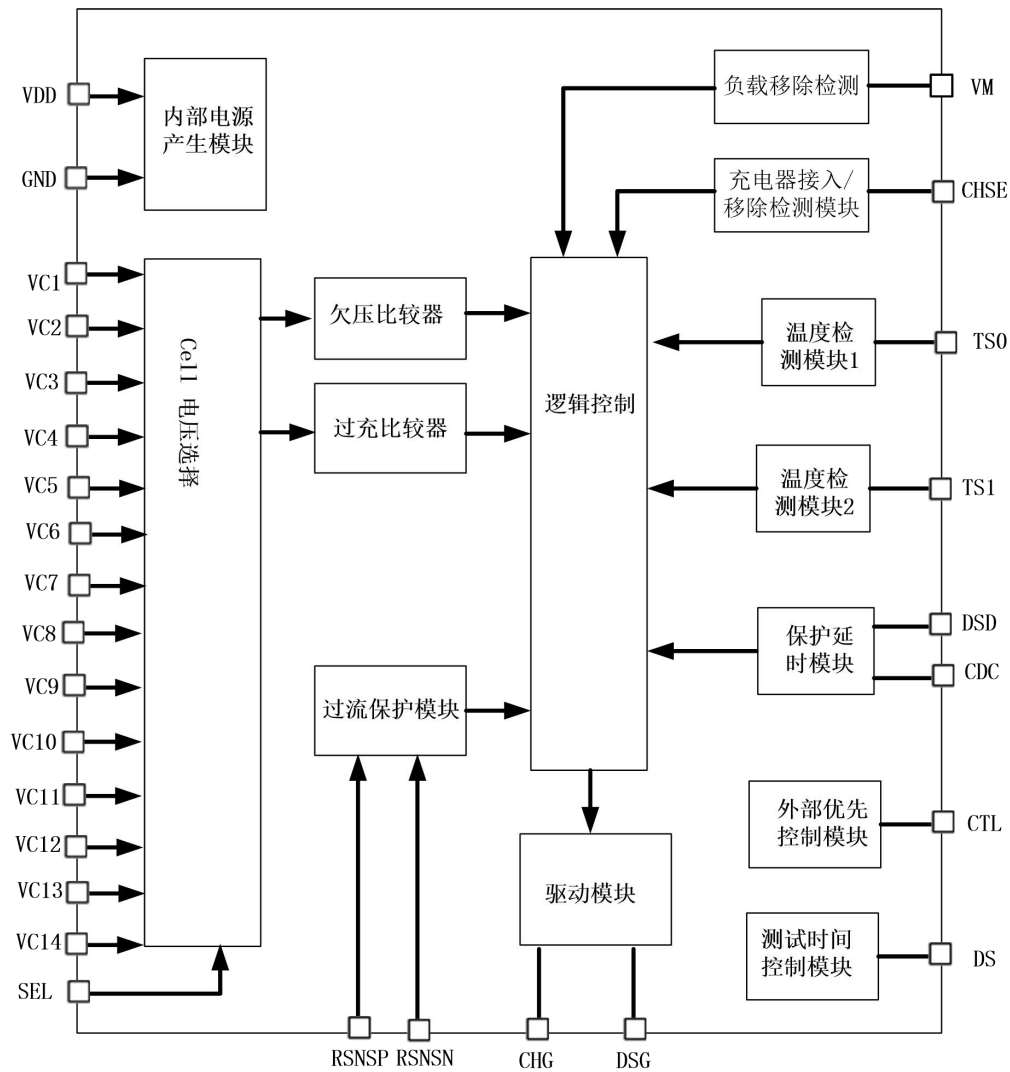 VDD
GND
内部电源
产生模块
负载移除检测
VM
充电器接入/
移除检测模块
CHSE
VC1
VC2
VC3
VC4
VC5
VC6
VC7
VC8
VC9
VC10
VC11
VC12
VC13
VC14
SEL
Cell 电压选择
欠压比较器
过充比较器
过流保护模块
逻辑控制
温度检
测模块1
TS0
温度检
测模块2
TS1
保护延
时模块
DSD
CDC
外部优先
控制模块
CTL
驱动模块
测试时间
控制模块
DS
RSNSP
RSNSN
CHG
DSG